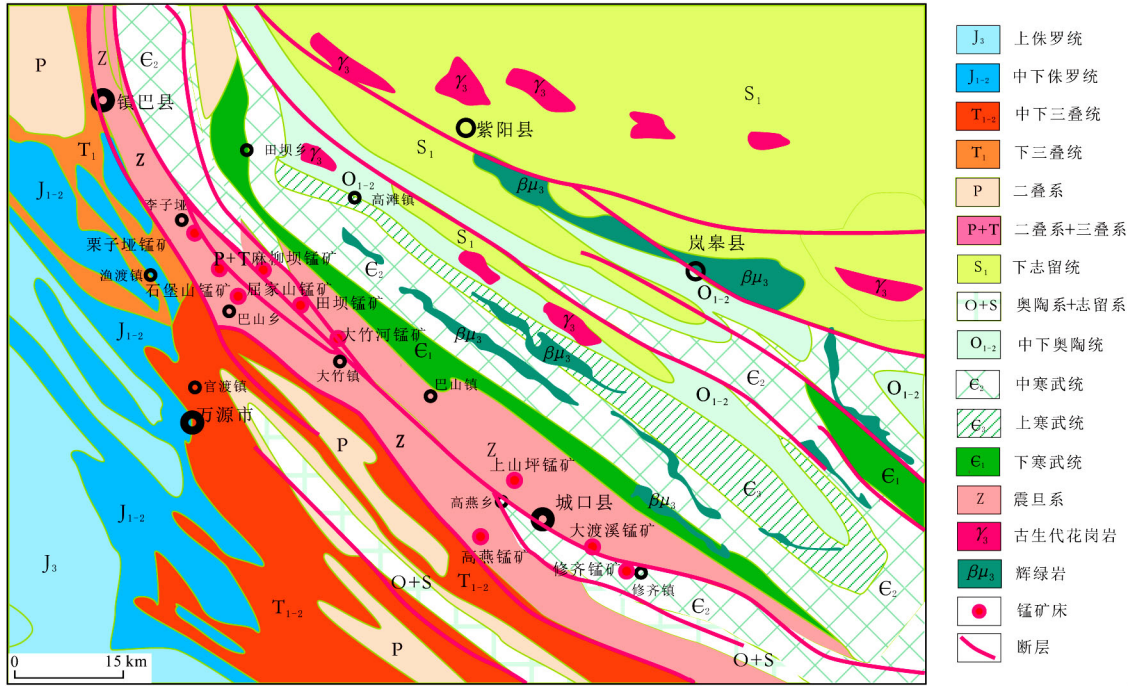 P
Z
Є₂
镇巴县
γ₃
γ₃
γ₃
S₁
紫阳县
T₁
Z
田坝乡
γ₃
S₁
O₁₋₂
βμ₃
J₁₋₂
李子垭
高滩镇
栗子垭锰矿
S₁
岚皋县
P+T
麻柳坝锰矿
Є₂
βμ₃
渔渡镇
O₁₋₂
γ₃
石堡山锰矿
屈家山锰矿
田坝锰矿
巴山乡
γ₃
J₁₋₂
大竹河锰矿
βμ₃
Є₁
βμ₃
大竹镇
Є₂
官渡镇
巴山镇
O₁₋₂
O₁₋₂
万源市
P
Z
Z
上山坪锰矿
Є₁
Є₃
高燕乡
城口县
J₁₋₂
βμ₃
大渡溪锰矿
高燕锰矿
J₃
修齐锰矿
O+S
T₁₋₂
修齐镇
Є₂
Є₂
T₁₋₂
P
O+S
0
15 km
J₃ 上侏罗统
J₁₋₂ 中下侏罗统
T₁₋₂ 中下三叠统
T₁ 下三叠统
P 二叠系
P+T 二叠系+三叠系
S₁ 下志留统
O+S 奥陶系+志留系
O₁₋₂ 中下奥陶统
Є₂ 中寒武统
Є₃ 上寒武统
Є₁ 下寒武统
Z 震旦系
γ₃ 古生代花岗岩
βμ₃ 辉绿岩
锰矿床
断层